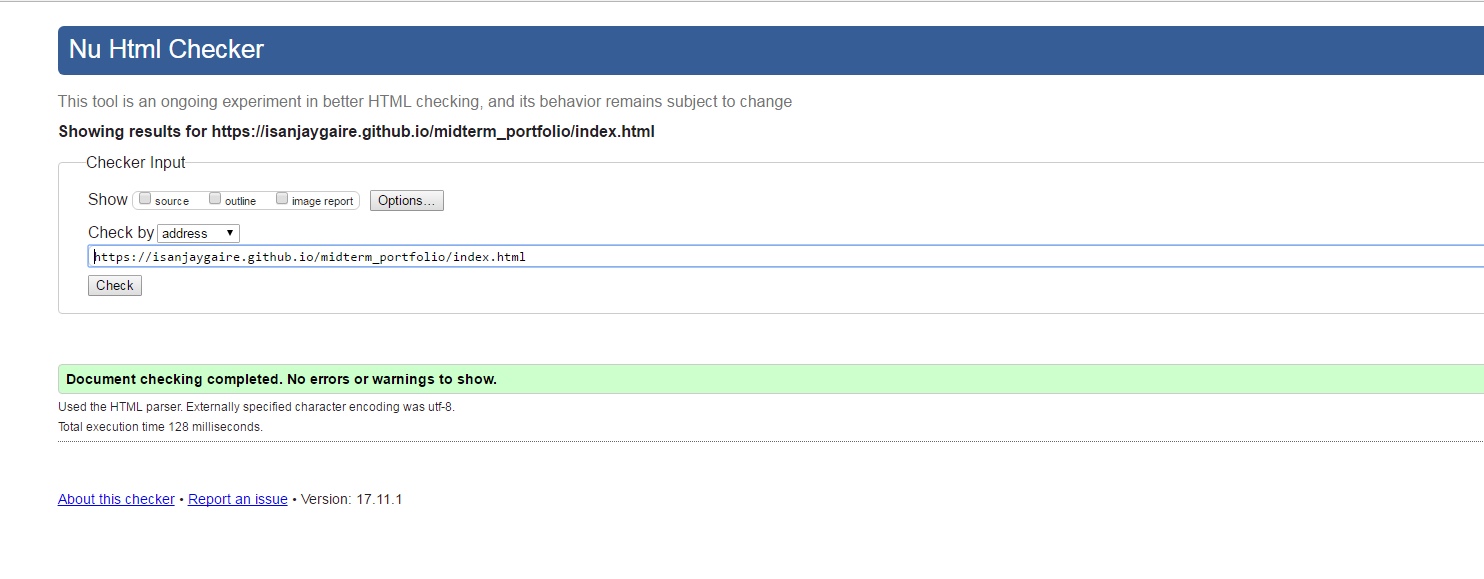 Nu Html Checker
This tool is an ongoing experiment in better HTML checking, and its behavior remains subject to change
Showing results for https://isanjaygaire.github.io/midterm_portfolio/index.html
Checker Input
Show source outline image report Options...
Check by address
https://isanjaygaire.github.io/midterm_portfolio/index.html
Check
Document checking completed. No errors or warnings to show.
Used the HTML parser. Externally specified character encoding was utf-8.
Total execution time 128 milliseconds.
About this checker • Report an issue • Version: 17.11.1